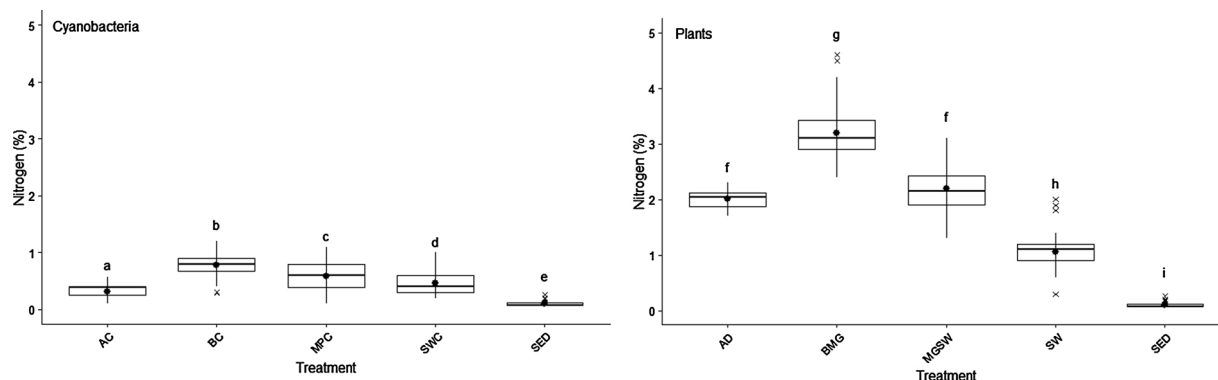 Cyanobacteria
Nitrogen (%)
5
4
3
2
1
0
a
b
c
d
e
AC
BC
MPC
SWC
SED
Treatment
Plants
Nitrogen (%)
5
4
3
2
1
0
f
g
f
h
i
AD
BMG
MGSW
SW
SED
Treatment